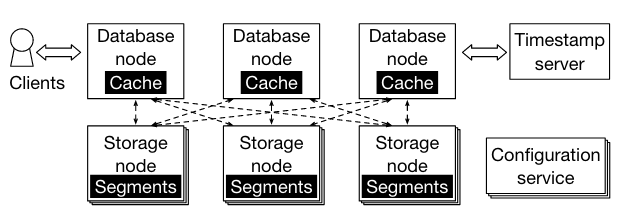 Clients
Database
node
Cache
Database
node
Cache
Database
node
Cache
Timestamp
server
Storage
node
Segments
Storage
node
Segments
Storage
node
Segments
Configuration
service